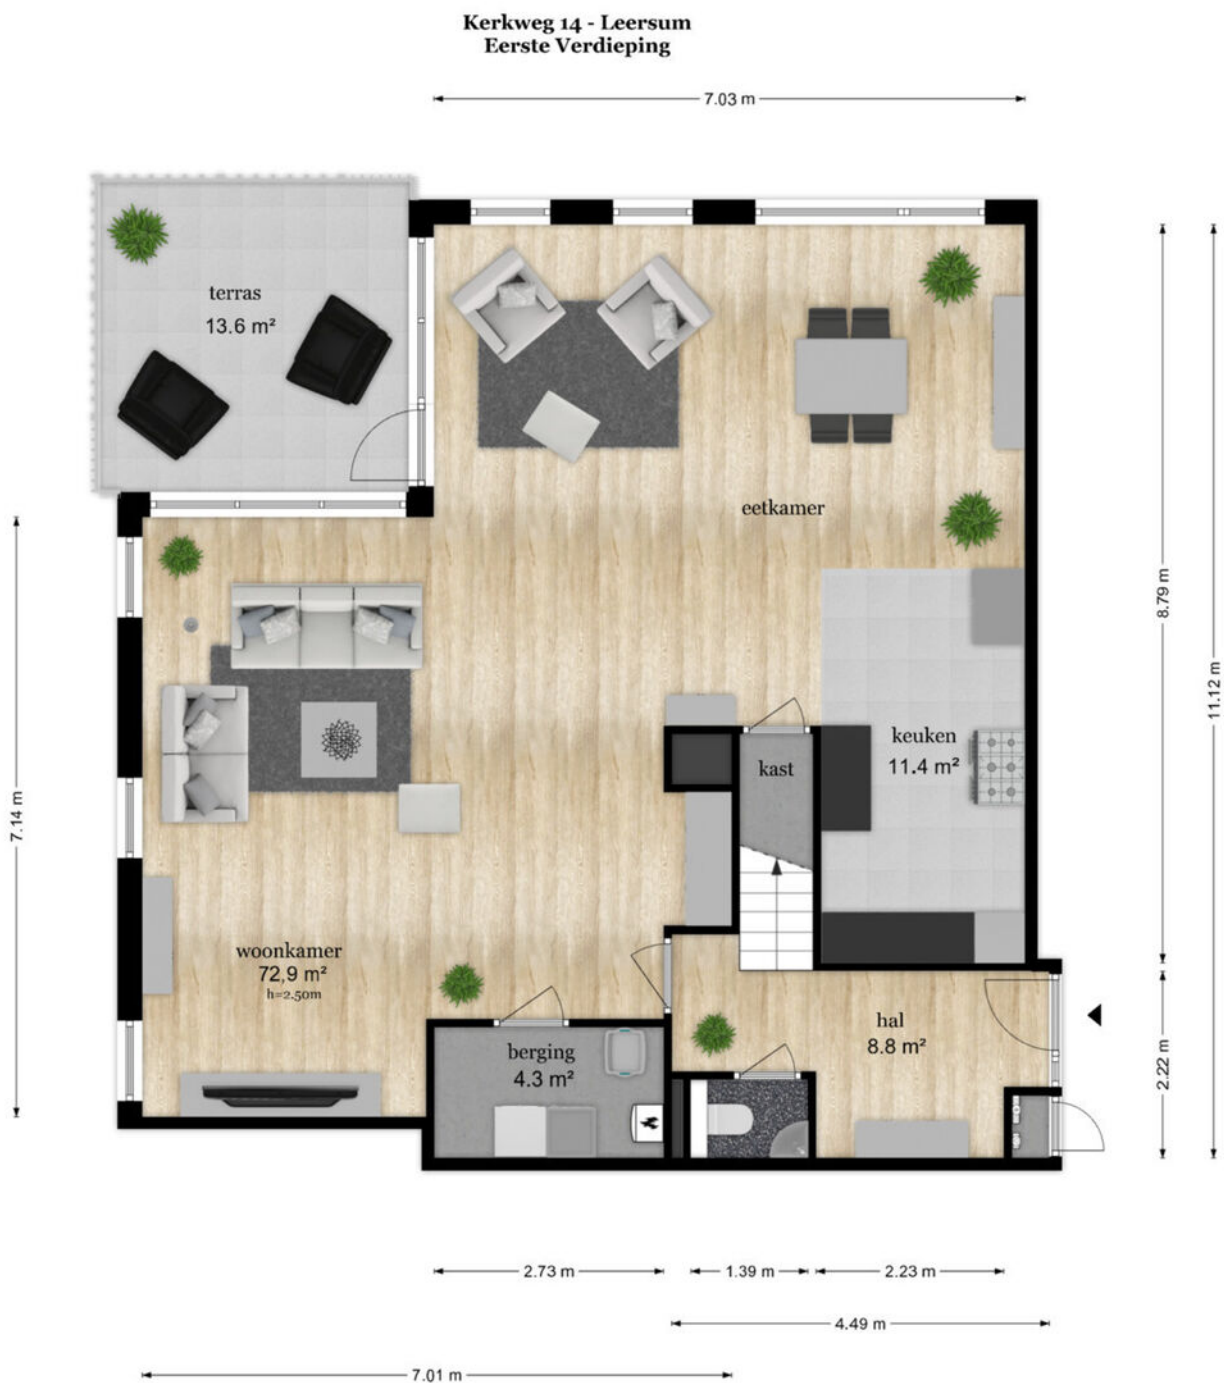 Kerkweg 14 - Leersum
Eerste Verdieping
7.03 m
terras
13.6 m²
eetkamer
8.79 m
11.12 m
7.14 m
keuken
11.4 m²
kast
woonkamer
72,9 m²
h=2.50m
hal
8.8 m²
berging
4.3 m²
2.22 m
2.73 m
1.39 m
2.23 m
4.49 m
7.01 m